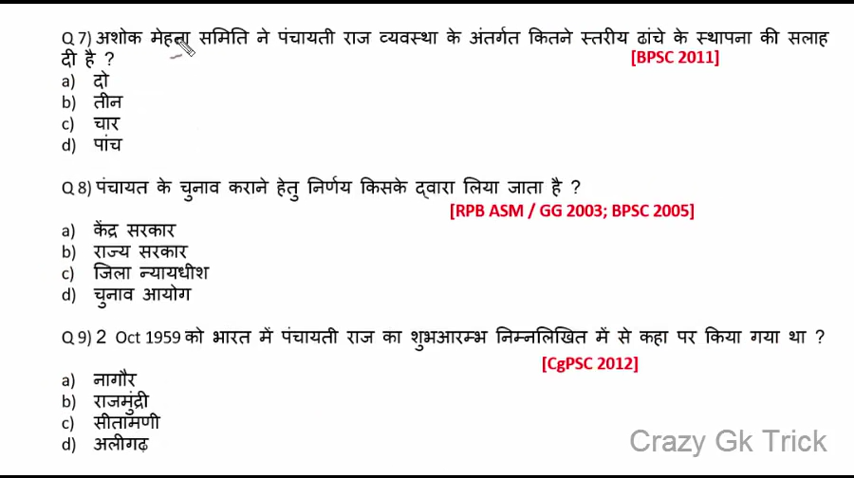 Q 7) अशोक मेहता समिति ने पंचायती राज व्यवस्था के अंतर्गत कितने स्तरीय ढांचे के स्थापना की सलाह
दी है ?
[BPSC 2011]
a) दो
b) तीन
c) चार
d) पांच
Q 8) पंचायत के चुनाव कराने हेतु निर्णय किसके द्वारा लिया जाता है ?
[RPB ASM / GG 2003; BPSC 2005]
a) केंद्र सरकार
b) राज्य सरकार
c) जिला न्यायधीश
d) चुनाव आयोग
Q 9) 2 Oct 1959 को भारत में पंचायती राज का शुभआरम्भ निम्नलिखित में से कहा पर किया गया था ?
[CgPSC 2012]
a) नागौर
b) राजमुंद्री
c) सीतामणी
d) अलीगढ़
Crazy Gk Trick